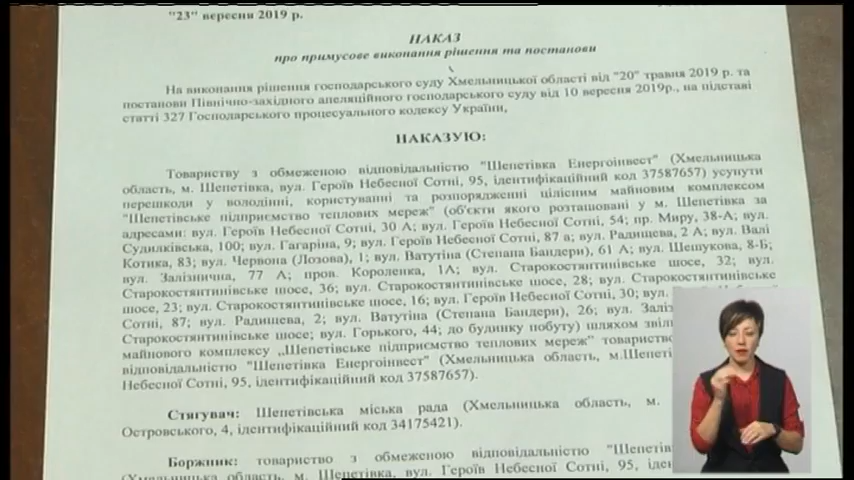 "23" вересня 2019 р.
НАКАЗ
про примусове виконання рішення та постанови
На виконання рішення господарського суду Хмельницької області від "20" травня 2019 р. та
постанови Північно-західного апеляційного господарського суду від 10 вересня 2019р., на підставі
статті 327 Господарського процесуального кодексу України,
НАКАЗУЮ:
Товариству з обмеженою відповідальністю "Шепетівка Енергоінвест" (Хмельницька
область, м. Шепетівка, вул. Героїв Небесної Сотні, 95, ідентифікаційний код 37587657) усунути
перешкоди у володінні, користуванні та розпорядженні цілісним майновим комплексом
"Шепетівське підприємство теплових мереж" (об'єкти якого розташовані у м. Шепетівка за
адресами: вул. Героїв Небесної Сотні, 30 А; вул. Героїв Небесної Сотні, 54; пр. Миру, 38-А; вул.
Судилківська, 100; вул. Гагаріна, 9; вул. Героїв Небесної Сотні, 87 а; вул. Радищева, 2 А; вул. Валі
Котика, 83; вул. Червона (Лозова), 1; вул. Ватутіна (Степана Бандери), 61 А; вул. Шешукова, 8-Б;
вул. Залізнична, 77 А; пров. Короленка, 1А; вул. Старокостянтинівське шосе, 32; вул.
Старокостянтинівське шосе, 36; вул. Старокостянтинівське шосе, 28; вул. Старокостянтинівське
шосе, 23; вул. Старокостянтинівське шосе, 16; вул. Героїв Небесної Сотні, 30; вул.
Сотні, 87; вул. Радищева, 2; вул. Ватутіна (Степана Бандери), 26; вул. Заліз
Старокостянтинівське шосе; вул. Горького, 44; до будинку побуту) шляхом звіл
майнового комплексу „Шепетівське підприємство теплових мереж" товариство
відповідальністю "Шепетівка Енергоінвест" (Хмельницька область, м.Шепеті
Небесної Сотні, 95, ідентифікаційний код 37587657).
Стягувач: Шепетівська міська рада (Хмельницька область, м.
Островського, 4, ідентифікаційний код 34175421).
Боржник: товариство з обмеженою відповідальністю "Шепетів
(Хмельницька область, м. Шепетівка, вул. Героїв Небесної Сотні, 95, іден